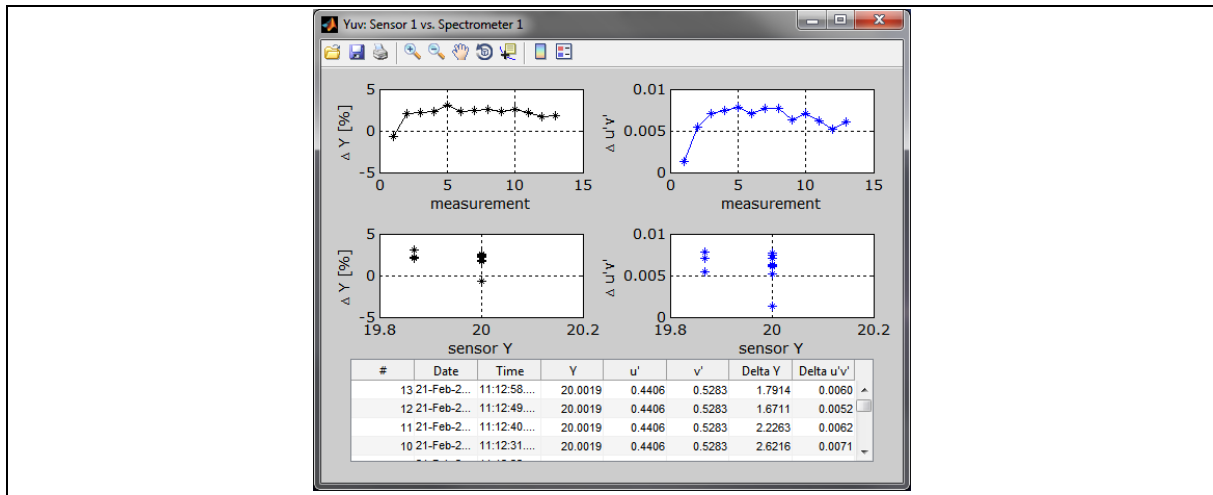 Yuv: Sensor 1 vs. Spectrometer 1
5
0
-5
Δ Y [%]
0 5 10 15
measurement
0.01
0.005
0
Δ u'v'
0 5 10 15
measurement
5
0
-5
Δ Y [%]
19.8 20 20.2
sensor Y
0.01
0.005
0
Δ u'v'
19.8 20 20.2
sensor Y
# Date Time Y u' v' Delta Y Delta u'v'
13 21-Feb-2... 11:12:58.... 20.0019 0.4406 0.5283 1.7914 0.0060
12 21-Feb-2... 11:12:49.... 20.0019 0.4406 0.5283 1.6711 0.0052
11 21-Feb-2... 11:12:40.... 20.0019 0.4406 0.5283 2.2263 0.0062
10 21-Feb-2... 11:12:31.... 20.0019 0.4406 0.5283 2.6216 0.0071